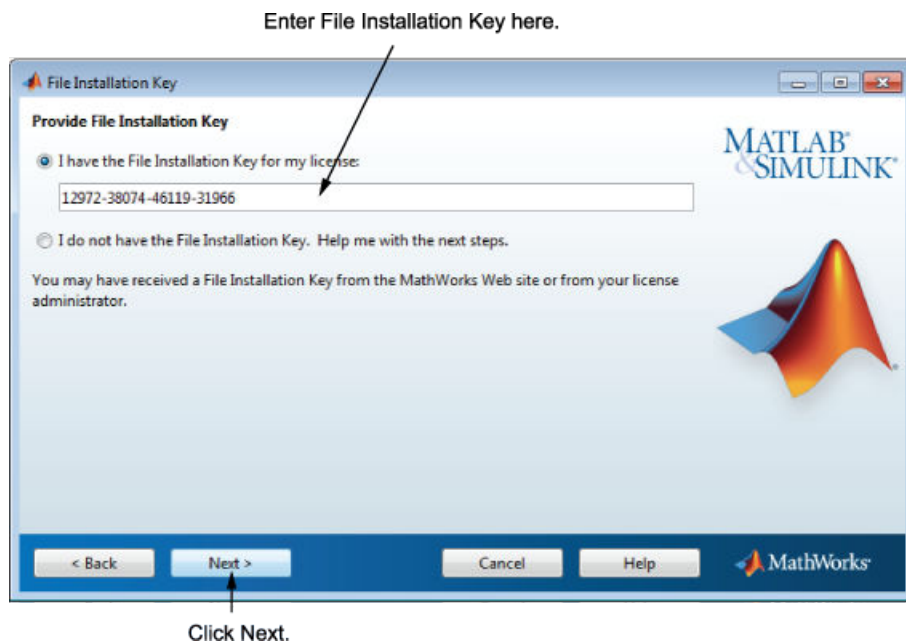 Enter File Installation Key here.
File Installation Key
Provide File Installation Key
MATLAB®
&SIMULINK®
I have the File Installation Key for my license:
12972-38074-46119-31966
I do not have the File Installation Key. Help me with the next steps.
You may have received a File Installation Key from the MathWorks Web site or from your license
administrator.
< Back
Next >
Cancel
Help
MathWorks®
Click Next.